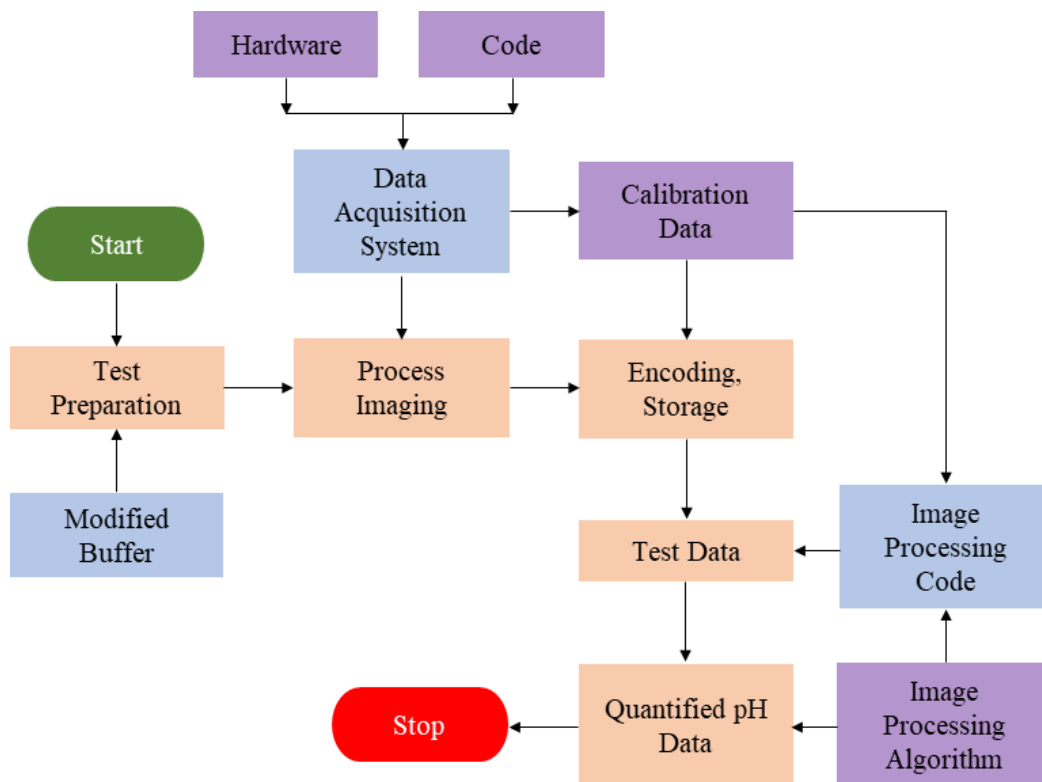 Hardware
Code
Data
Acquisition
System
Calibration
Data
Start
Test
Preparation
Process
Imaging
Encoding,
Storage
Modified
Buffer
Test Data
Image
Processing
Code
Stop
Quantified pH
Data
Image
Processing
Algorithm